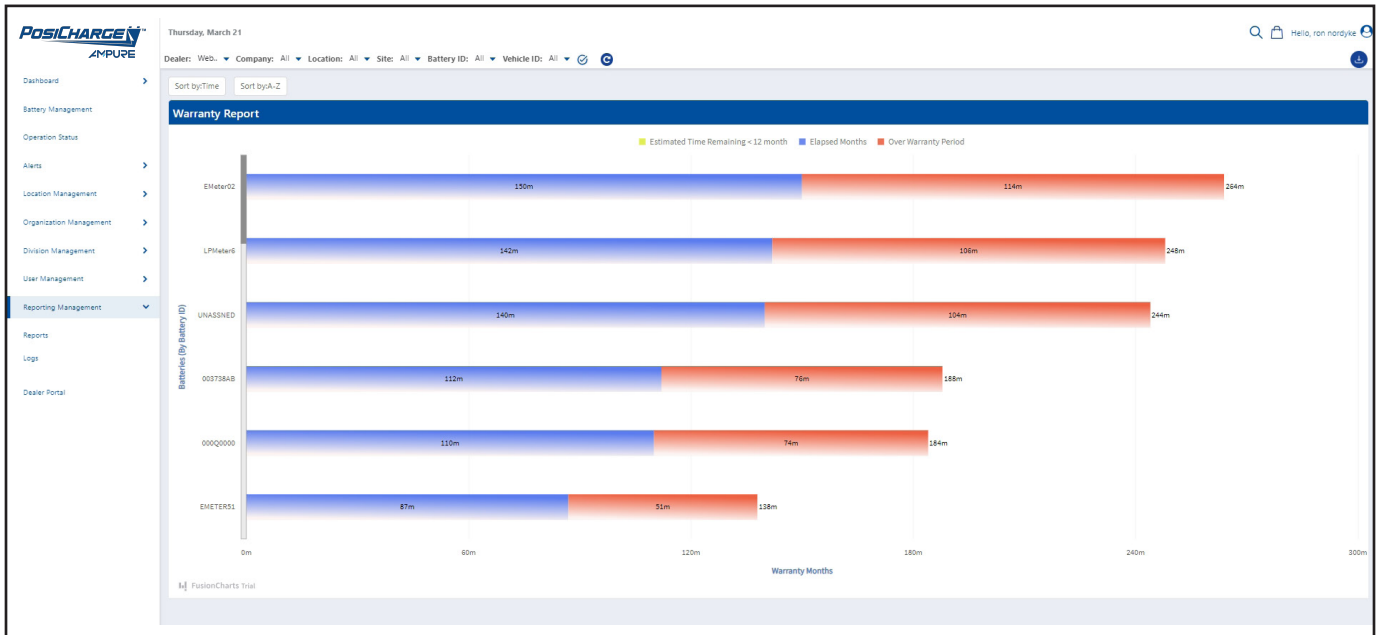 POSICHARGE™
AMPURE
Thursday, March 21
Hello, ron nordyke
Dealer: Web.. Company: All Location: All Site: All Battery ID: All Vehicle ID: All
Sort by:Time Sort by:A-Z
Dashboard
Battery Management
Operation Status
Alerts
Location Management
Organization Management
Division Management
User Management
Reporting Management
Reports
Logs
Dealer Portal
Warranty Report
Estimated Time Remaining < 12 month Elapsed Months Over Warranty Period
Batteries (By Battery ID)
EMeter02 150m 114m 264m
LPMeter6 142m 106m 248m
UNASSNED 140m 104m 244m
003738AB 112m 76m 188m
000Q0000 110m 74m 184m
EMETER51 87m 51m 138m
0m 60m 120m 180m 240m 300m
Warranty Months
FusionCharts Trial